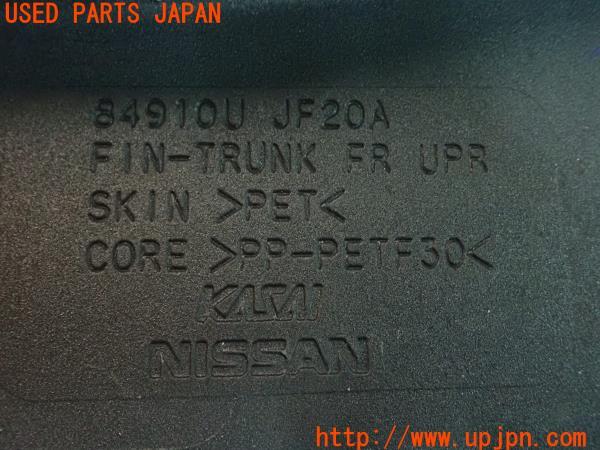 USED PARTS JAPAN
84910U JF20A
FIN-TRUNK FR UPR
SKIN >PET<
CORE >PP-PETF30<
KASAI
NISSAN
http://www.upjpn.com/